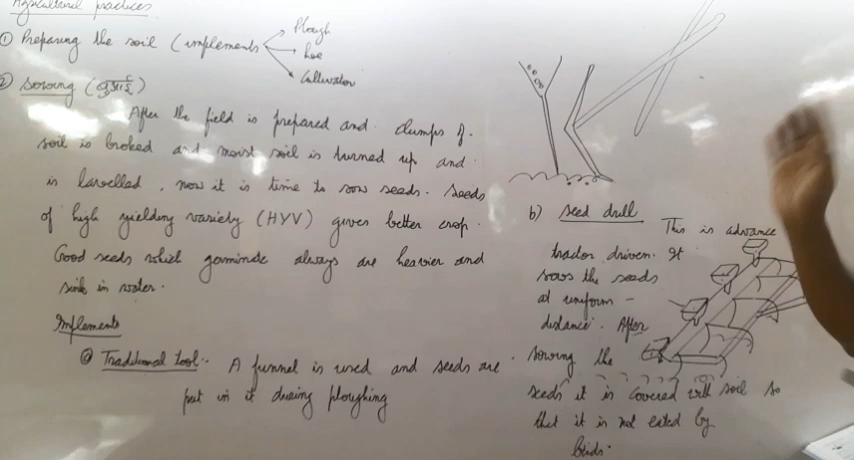 Agricultural practices
① Preparing the soil (implements
Plough
hoe
Cultivator
② Sowing (बुआई)
After the field is prepared and clumps of
soil is broked and moist soil is turned up and
is lavelled, now it is time to sow seeds. Seeds
of high yielding variety (HYV) gives better crop.
Good seeds which germinate always are heavier and
sink in water.
Implements
ⓐ Traditional tool:- A funnel is used and seeds are
put in it during ploughing
b) Seed drill
This is advance
tractor driven. It
sows the seeds
at uniform -
distance. After
sowing the
seeds it is covered with soil so
that it is not eated by
birds.